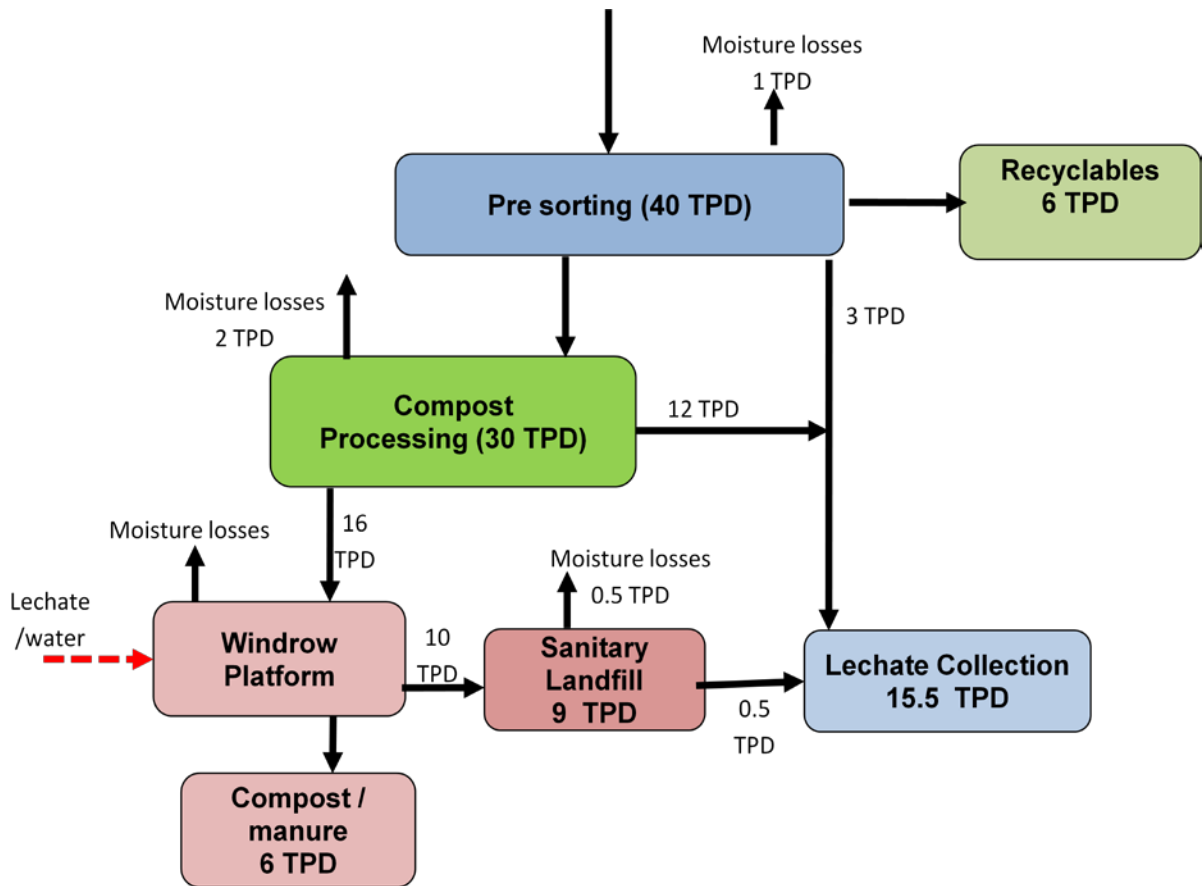 Moisture losses
1 TPD
Pre sorting (40 TPD)
Recyclables
6 TPD
Moisture losses
2 TPD
3 TPD
Compost
Processing (30 TPD)
12 TPD
Moisture losses
16
TPD
Moisture losses
0.5 TPD
Lechate
/water
Windrow
Platform
10
TPD
Sanitary
Landfill
9 TPD
0.5
TPD
Lechate Collection
15.5 TPD
Compost /
manure
6 TPD